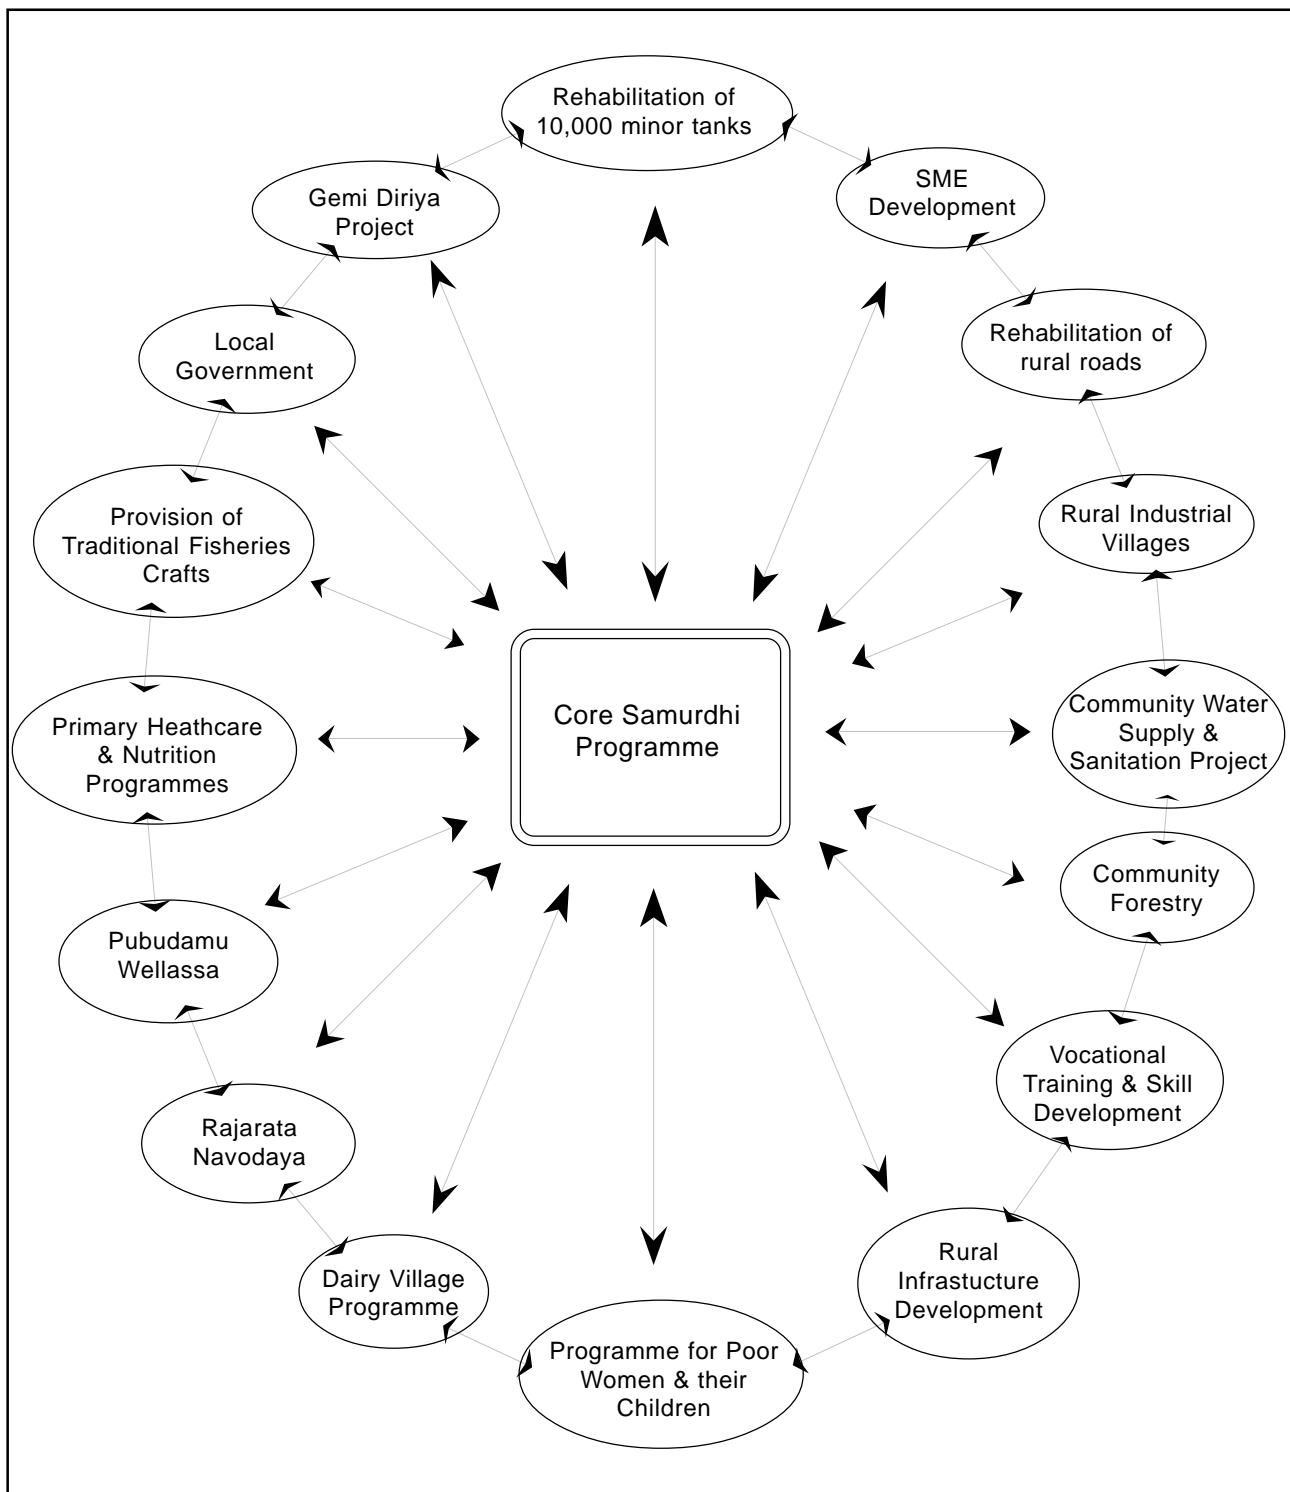 Rehabilitation of
10,000 minor tanks
SME
Development
Gemi Diriya
Project
Rehabilitation of
rural roads
Local
Government
Rural Industrial
Villages
Provision of
Traditional Fisheries
Crafts
Core Samurdhi
Programme
Community Water
Supply &
Sanitation Project
Primary Heathcare
& Nutrition
Programmes
Community
Forestry
Pubudamu
Wellassa
Vocational
Training & Skill
Development
Rajarata
Navodaya
Rural
Infrastucture
Development
Dairy Village
Programme
Programme for Poor
Women & their
Children